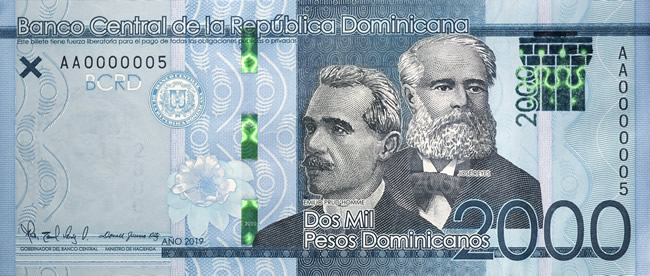 Banco Central de la República Dominicana
Este billete tiene fuerza liberatoria para el pago de todas las obligaciones públicas o privadas
AA0000005
BCRD
2000
AA0000005
JOSÉ REYES
EMILIO PRUD'HOMME
Dos Mil
Pesos Dominicanos
2000
GOBERNADOR DEL BANCO CENTRAL MINISTRO DE HACIENDA
AÑO 2019